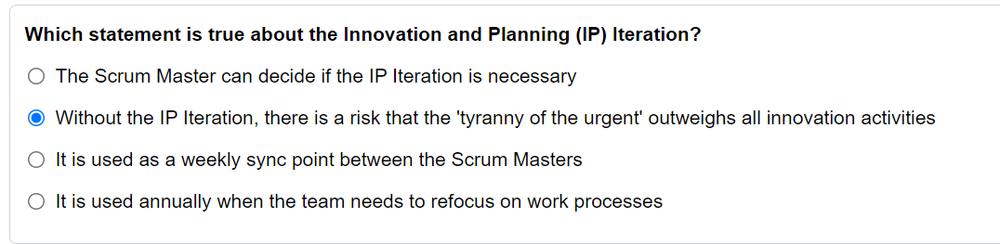 Which statement is true about the Innovation and Planning (IP) Iteration?
The Scrum Master can decide if the IP Iteration is necessary
Without the IP Iteration, there is a risk that the 'tyranny of the urgent' outweighs all innovation activities
It is used as a weekly sync point between the Scrum Masters
It is used annually when the team needs to refocus on work processes